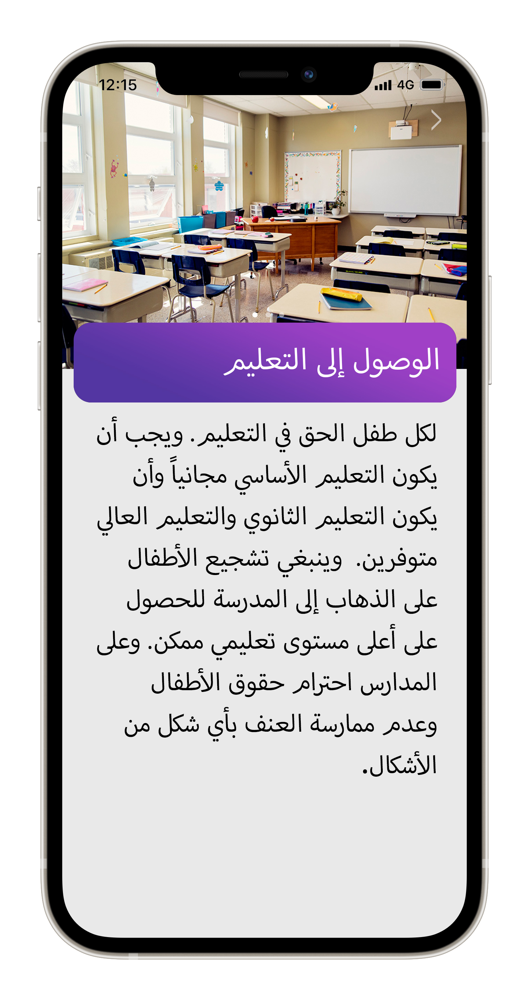 12:15
4G
الوصول إلى التعليم
لكل طفل الحق في التعليم. ويجب أن
يكون التعليم الأساسي مجانياً وأن
يكون التعليم الثانوي والتعليم العالي
متوفرين.  وينبغي تشجيع الأطفال
على الذهاب إلى المدرسة للحصول
على أعلى مستوى تعليمي ممكن. وعلى
المدارس احترام حقوق الأطفال
وعدم ممارسة العنف بأي شكل من
الأشكال.